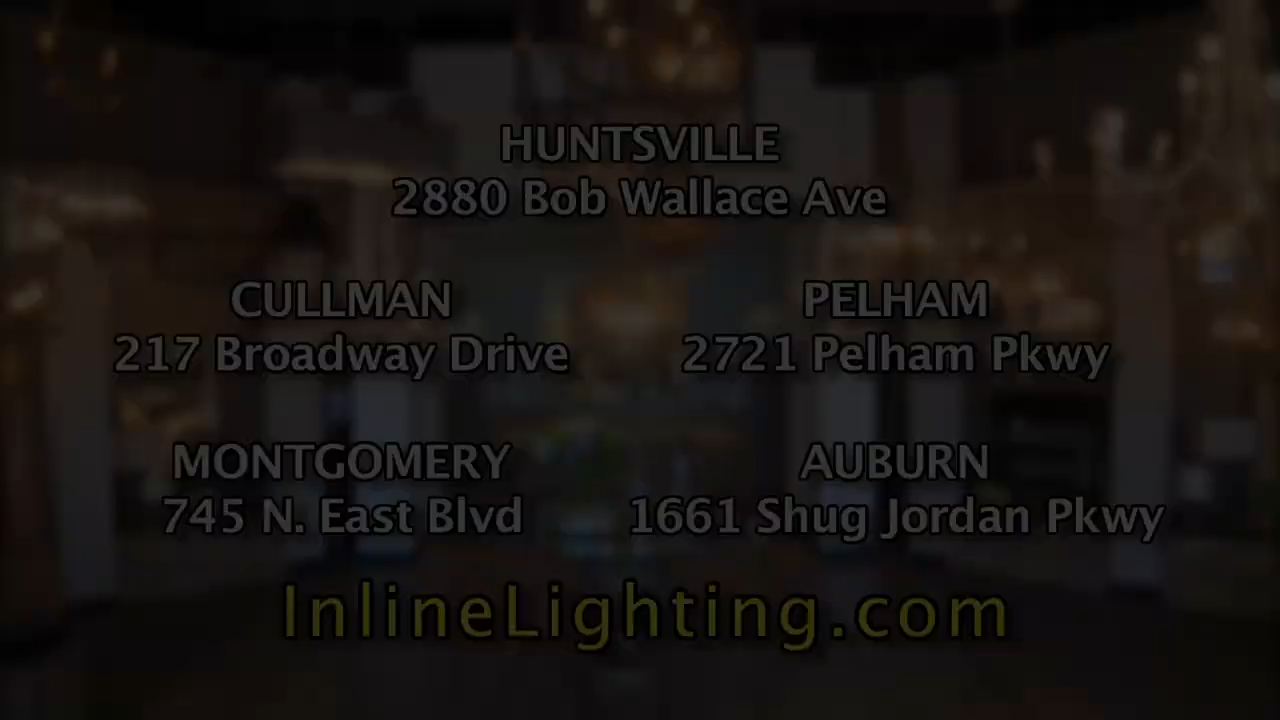 HUNTSVILLE
2880 Bob Wallace Ave
CULLMAN
217 Broadway Drive
PELHAM
2721 Pelham Pkwy
MONTGOMERY
745 N. East Blvd
AUBURN
1661 Shug Jordan Pkwy
InlineLighting.com